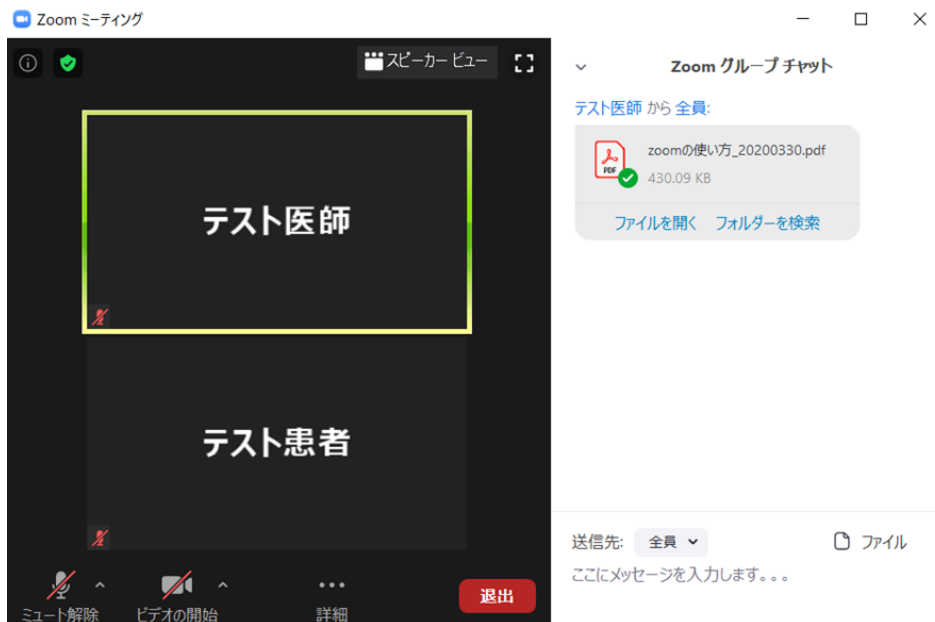 Zoom ミーティング
スピーカー ビュー
テスト医師
テスト患者
ミュート解除
ビデオの開始
詳細
退出
Zoom グループ チャット
テスト医師 から 全員:
PDF
zoomの使い方_20200330.pdf
430.09 KB
ファイルを開く フォルダーを検索
送信先: 全員
ファイル
ここにメッセージを入力します。。。